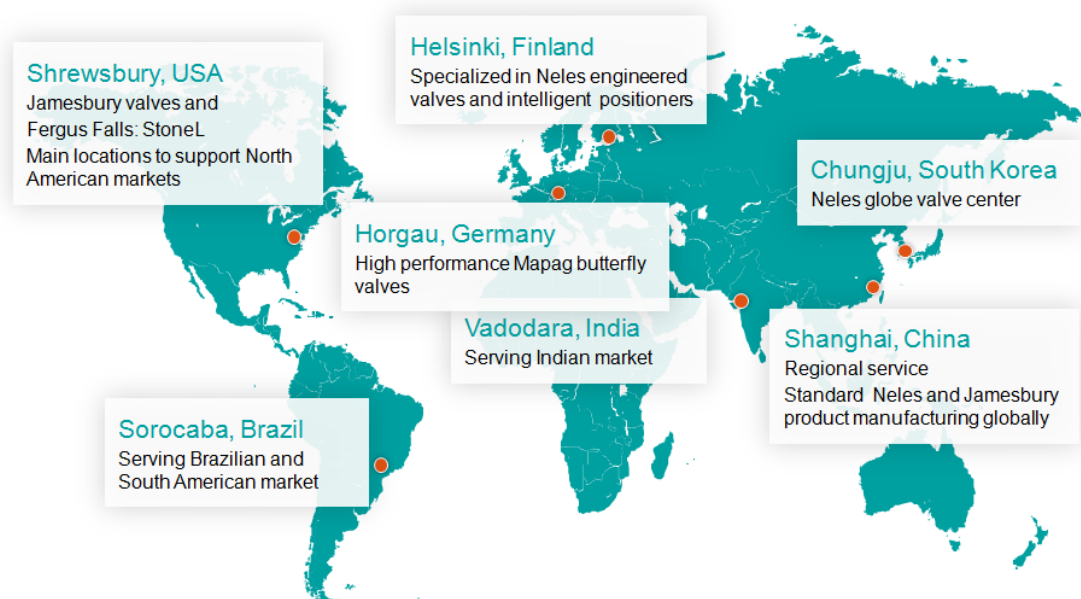 Shrewsbury, USA
Jamesbury valves and
Fergus Falls: StoneL
Main locations to support North
American markets
Helsinki, Finland
Specialized in Neles engineered
valves and intelligent positioners
Chungju, South Korea
Neles globe valve center
Horgau, Germany
High performance Mapag butterfly
valves
Vadodara, India
Serving Indian market
Shanghai, China
Regional service
Standard Neles and Jamesbury
product manufacturing globally
Sorocaba, Brazil
Serving Brazilian and
South American market